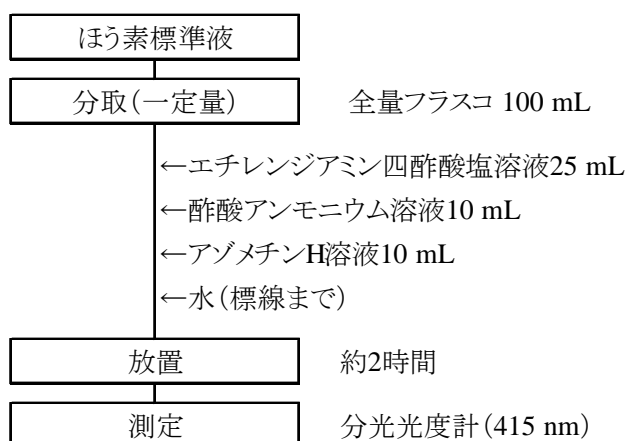 ほう素標準液
分取(一定量) 全量フラスコ 100 mL
←エチレンジアミン四酢酸塩溶液25 mL
←酢酸アンモニウム溶液10 mL
←アゾメチンH溶液10 mL
←水(標線まで)
放置 約2時間
測定 分光光度計(415 nm)